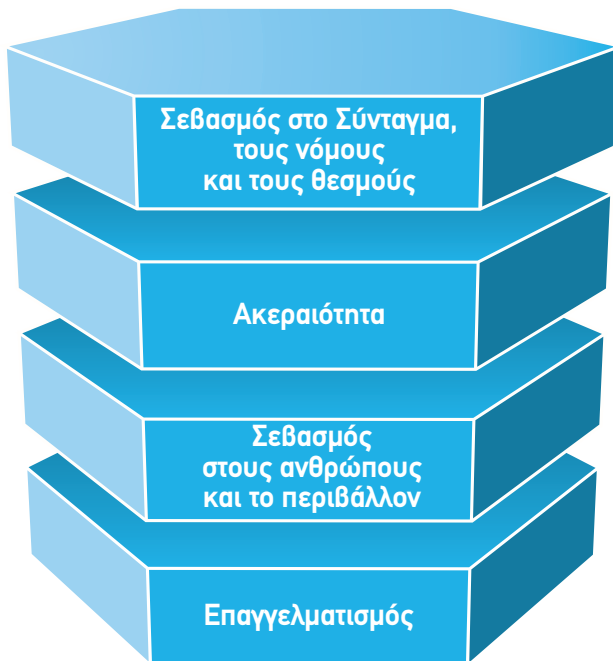 Σεβασμός στο Σύνταγμα,
τους νόμους
και τους θεσμούς
Ακεραιότητα
Σεβασμός
στους ανθρώπους
και το περιβάλλον
Επαγγελματισμός